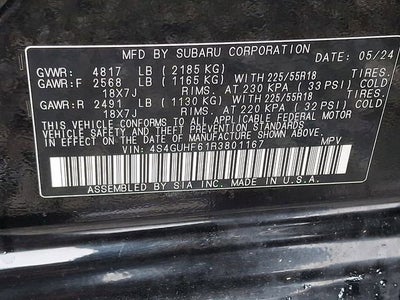 MFD BY SUBARU CORPORATION DATE: 05/24
GVWR: 4817 LB (2185 KG)
GAWR:F 2568 LB (1165 KG) WITH 225/55R18 TIRES.
18X7J RIMS. AT 230 KPA (33 PSI) COLD
GAWR:R 2491 LB (1130 KG) WITH 225/55R18 TIRES.
18X7J RIMS. AT 220 KPA (32 PSI) COLD
THIS VEHICLE CONFORMS TO ALL APPLICABLE FEDERAL MOTOR
VEHICLE SAFETY AND THEFT PREVENTION STANDARDS
IN EFFECT ON THE DATE OF MANUFACTURE SHOWN ABOVE.
VIN: 4S4GUHF61R3801167 MPV
ASSEMBLED BY SIA INC. MADE IN U.S.A.